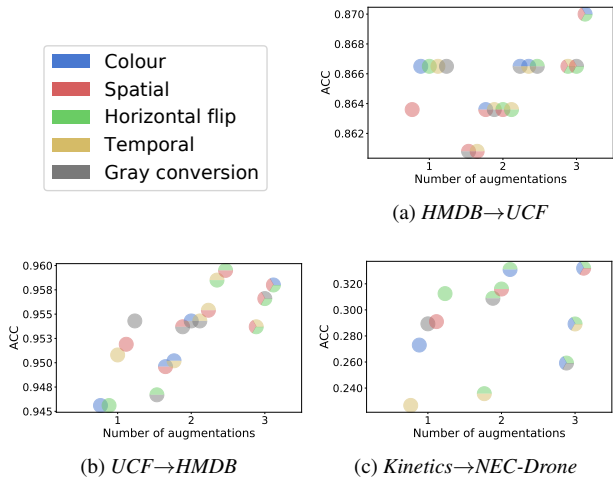 Colour
Spatial
Horizontal flip
Temporal
Gray conversion
0.870
0.868
0.866
0.864
0.862
ACC
1 2 3
Number of augmentations
(a) HMDB→UCF
0.960
0.958
0.955
0.953
0.950
0.948
0.945
ACC
1 2 3
Number of augmentations
(b) UCF→HMDB
0.320
0.300
0.280
0.260
0.240
ACC
1 2 3
Number of augmentations
(c) Kinetics→NEC-Drone